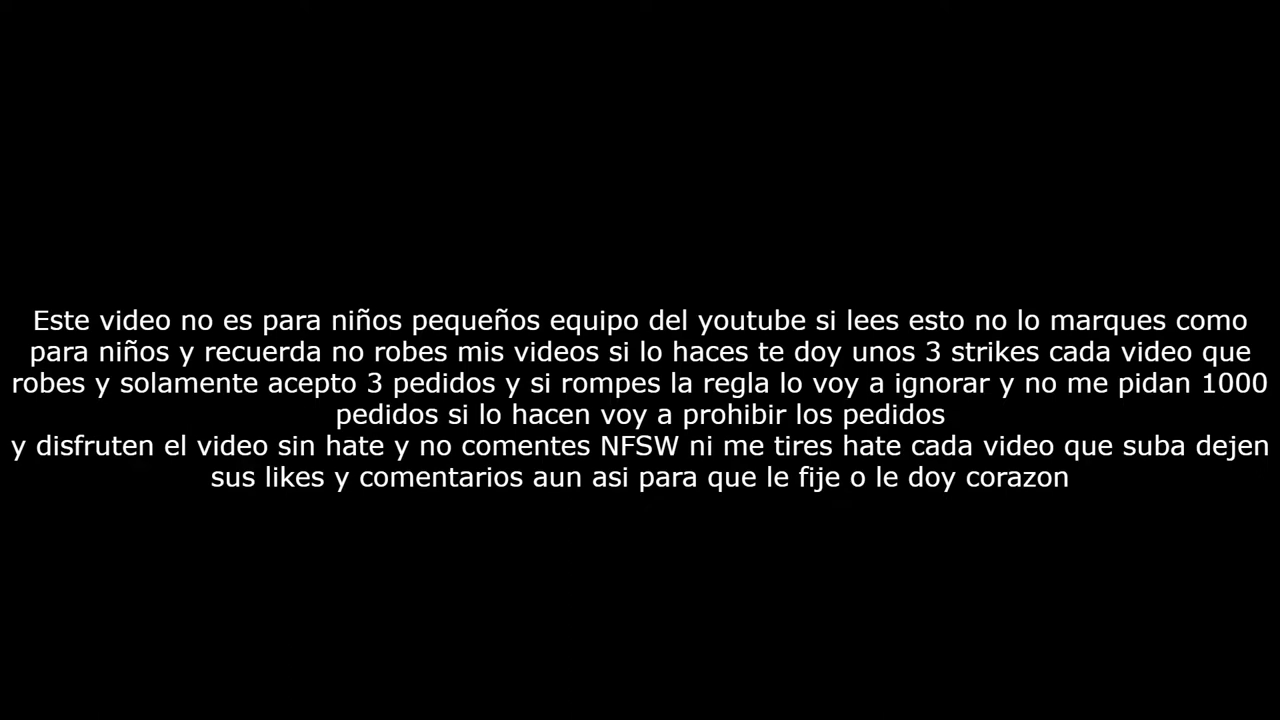 Este video no es para niños pequeños equipo del youtube si lees esto no lo marques como
para niños y recuerda no robes mis videos si lo haces te doy unos 3 strikes cada video que
robes y solamente acepto 3 pedidos y si rompes la regla lo voy a ignorar y no me pidan 1000
pedidos si lo hacen voy a prohibir los pedidos
y disfruten el video sin hate y no comentes NFSW ni me tires hate cada video que suba dejen
sus likes y comentarios aun asi para que le fije o le doy corazon